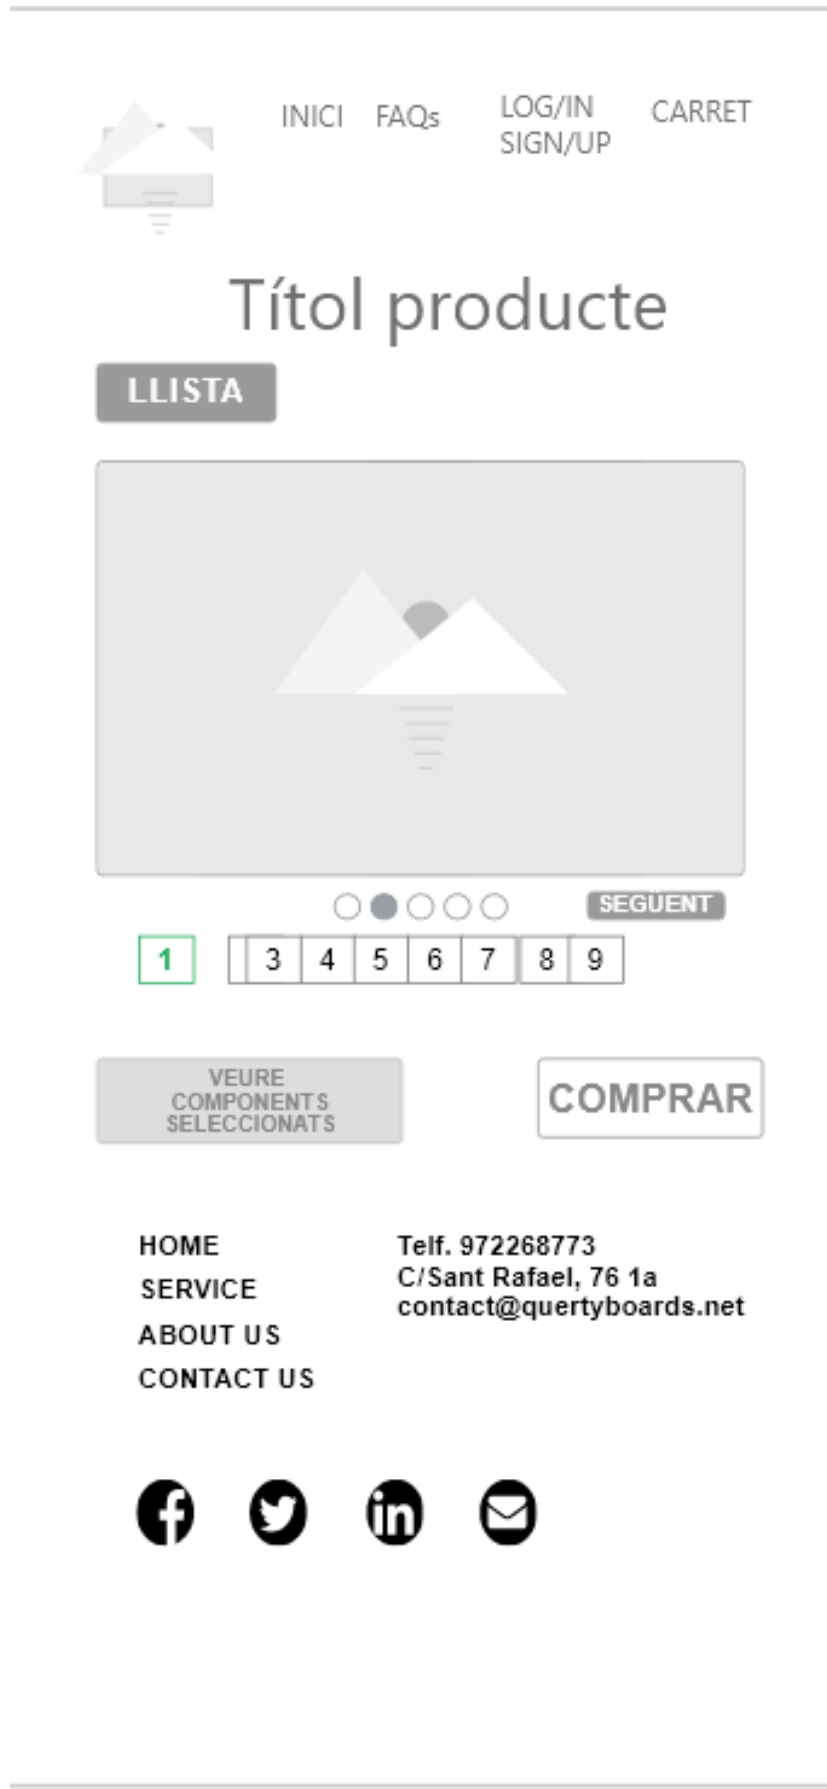 INICI FAQs LOG/IN CARRET
SIGN/UP
Títol producte
LLISTA
SEGÜENT
1 3 4 5 6 7 8 9
VEURE
COMPONENTS
SELECCIONATS
COMPRAR
HOME
SERVICE
ABOUT US
CONTACT US
Telf. 972268773
C/Sant Rafael, 76 1a
contact@quertyboards.net